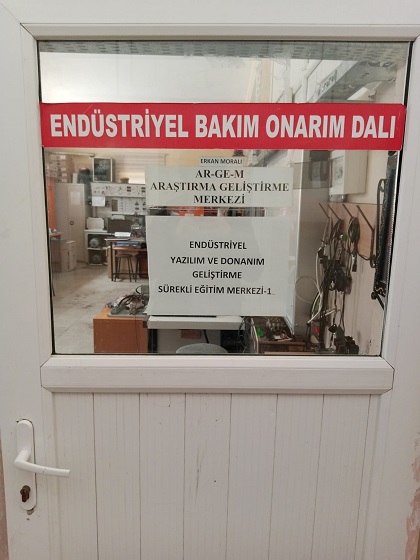 ENDÜSTRİYEL BAKIM ONARIM DALI
ERKAN MORALI
AR-GE-M
ARAŞTIRMA GELİŞTİRME
MERKEZİ
ENDÜSTRİYEL
YAZILIM VE DONANIM
GELİŞTİRME
SÜREKLİ EĞİTİM MERKEZİ-1